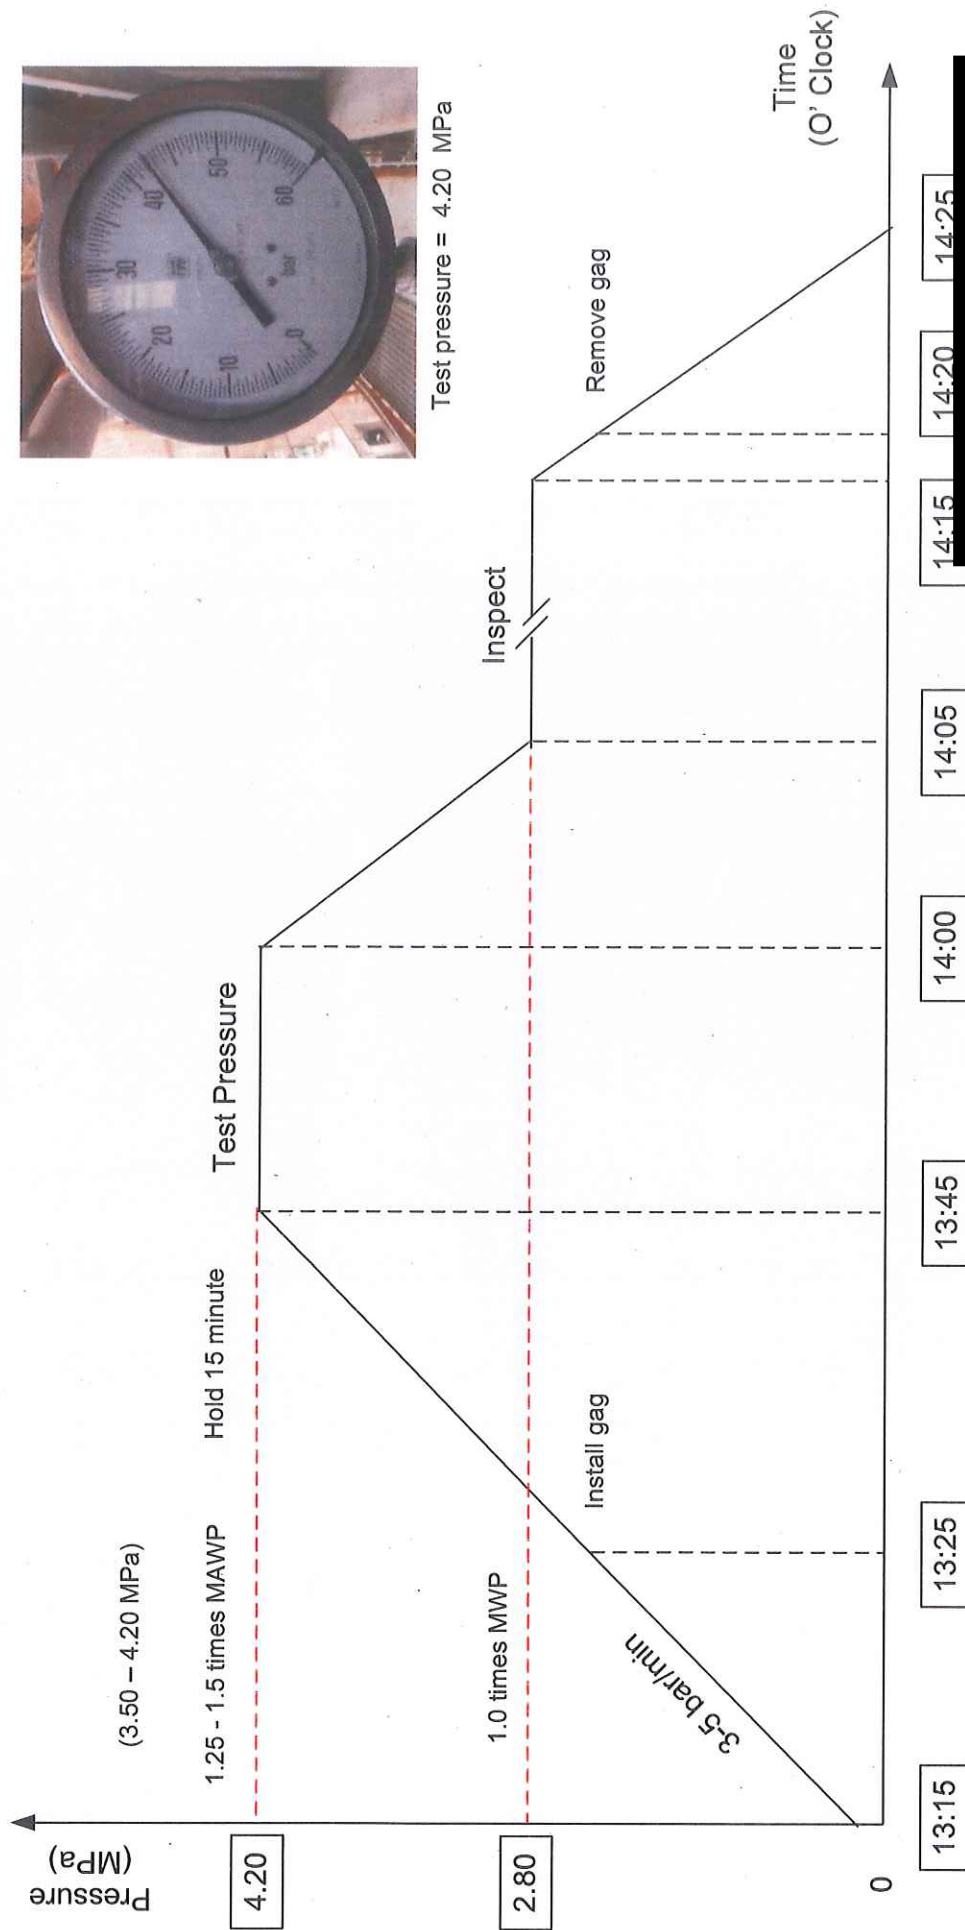 Pressure
(MPa)
(3.50 – 4.20 MPa)
1.25 - 1.5 times MAWP
Hold 15 minute
Test Pressure
4.20
1.0 times MWP
Inspect
2.80
Install gag
Remove gag
3-5 bar/min
0
Time
(O' Clock)
13:15
13:25
13:45
14:00
14:05
14:15
14:20
14:25
0
10
20
30
40
50
60
bar
Test pressure = 4.20 MPa